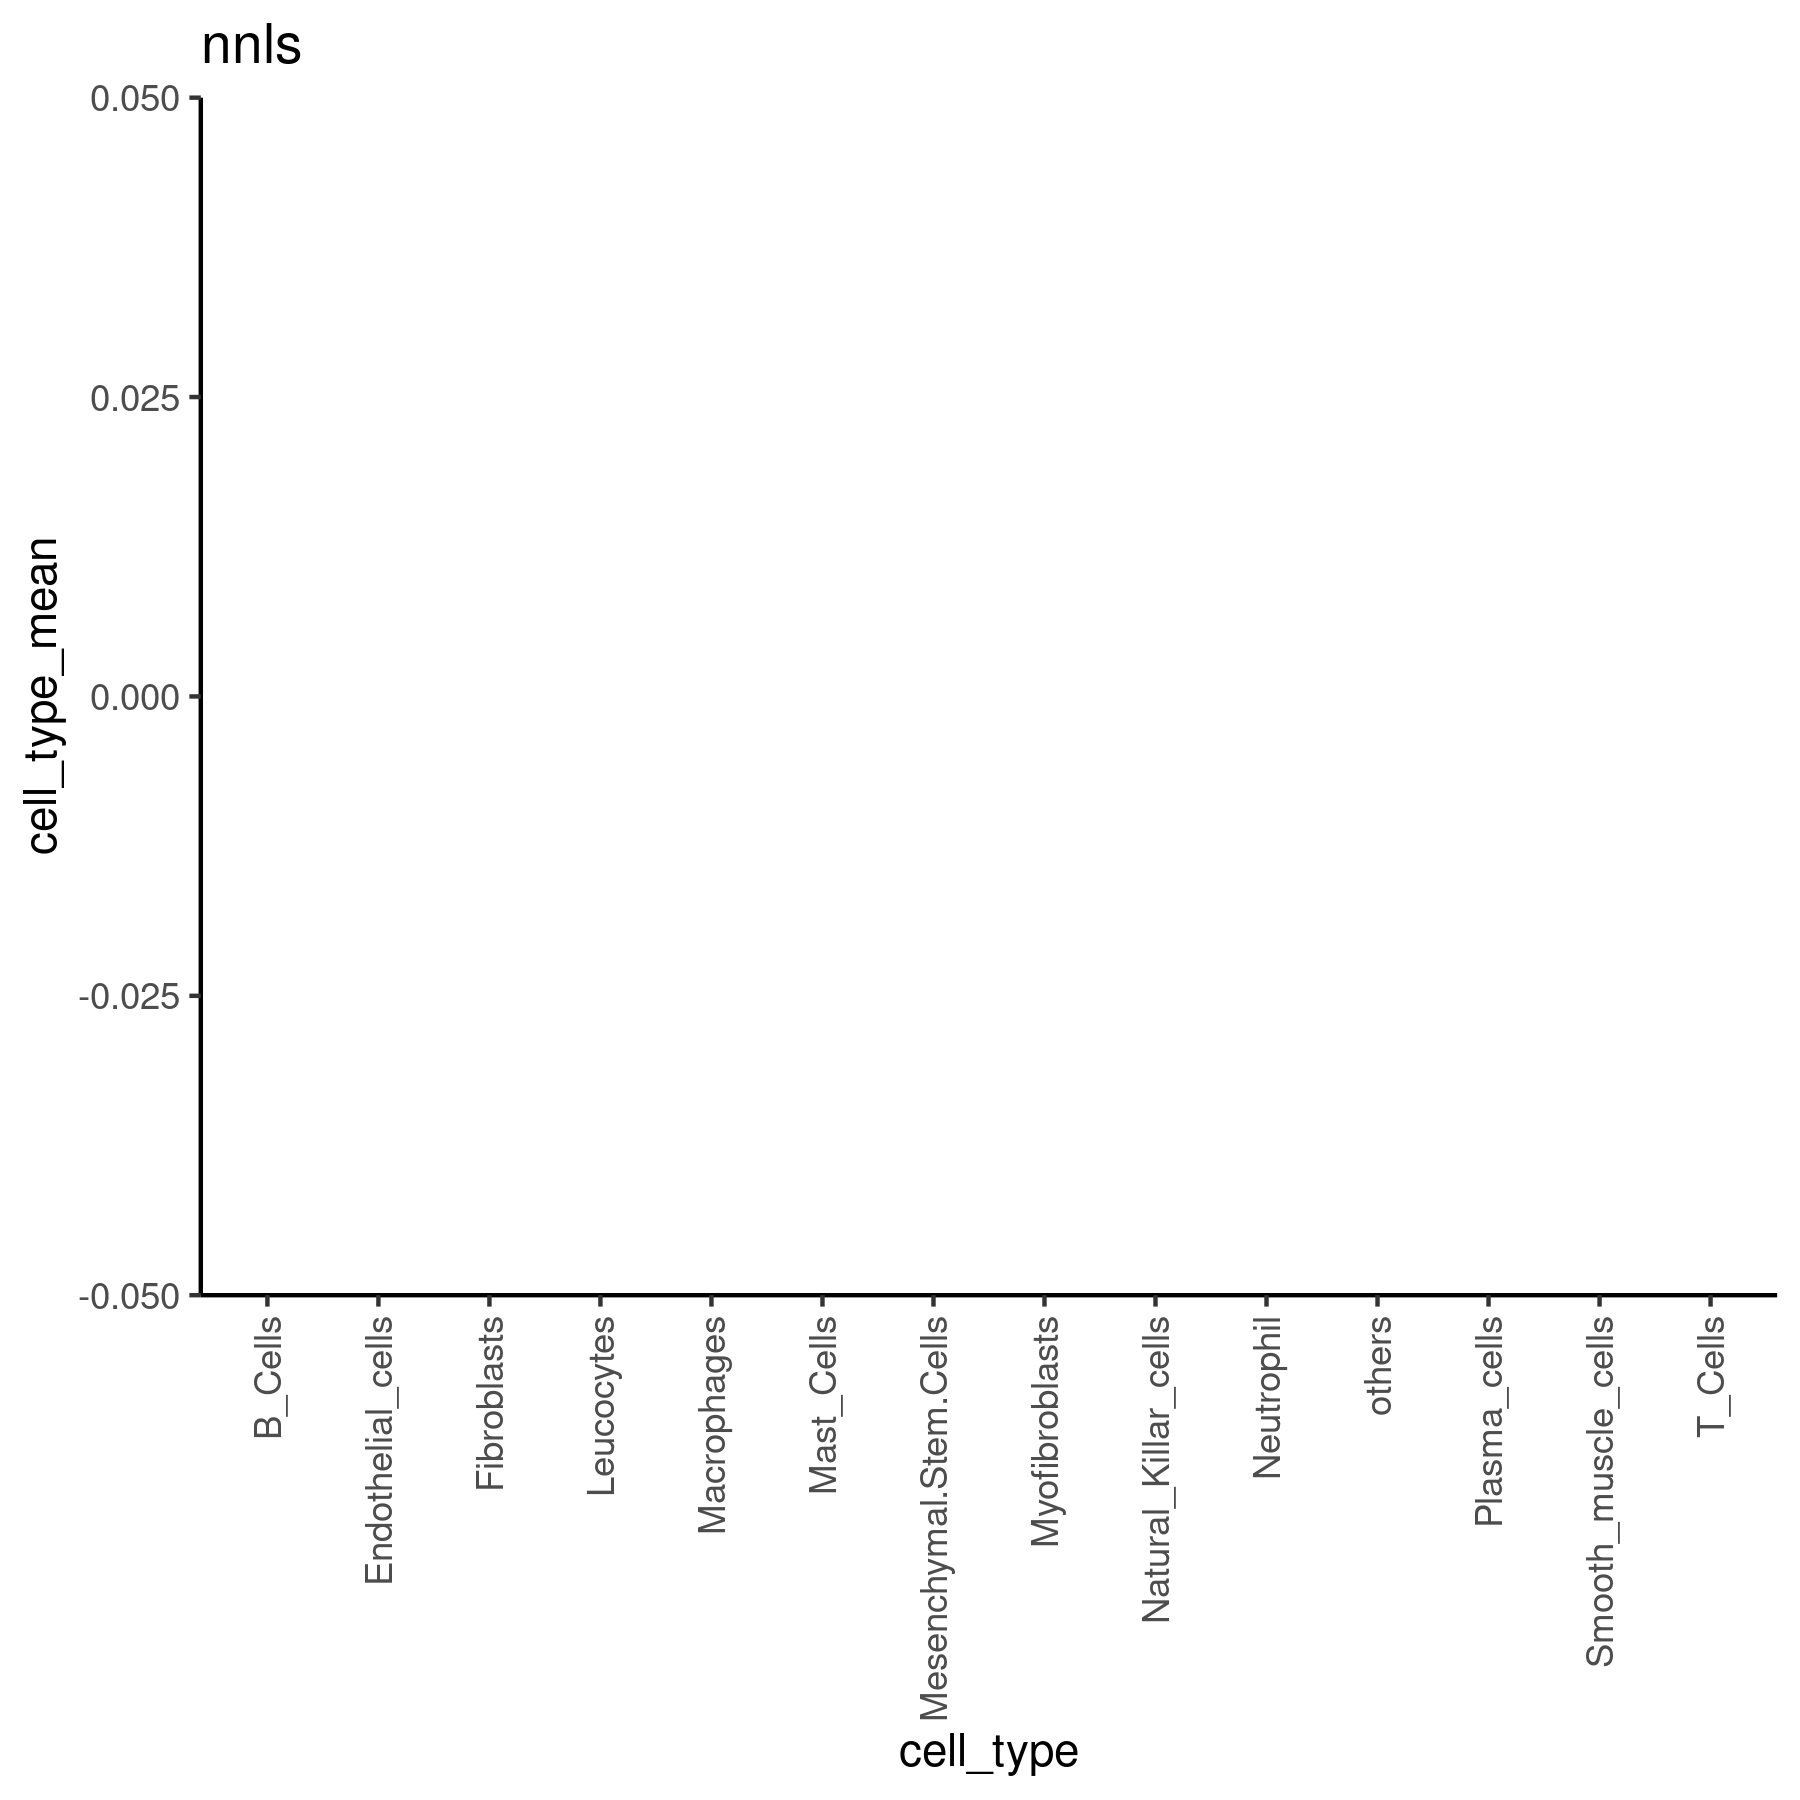 nnls
0.050
0.025
0.000
-0.025
-0.050
cell_type_mean
B_Cells
Endothelial_cells
Fibroblasts
Leucocytes
Macrophages
Mast_Cells
Mesenchymal.Stem.Cells
Myofibroblasts
Natural_Killar_cells
Neutrophil
others
Plasma_cells
Smooth_muscle_cells
T_Cells
cell_type